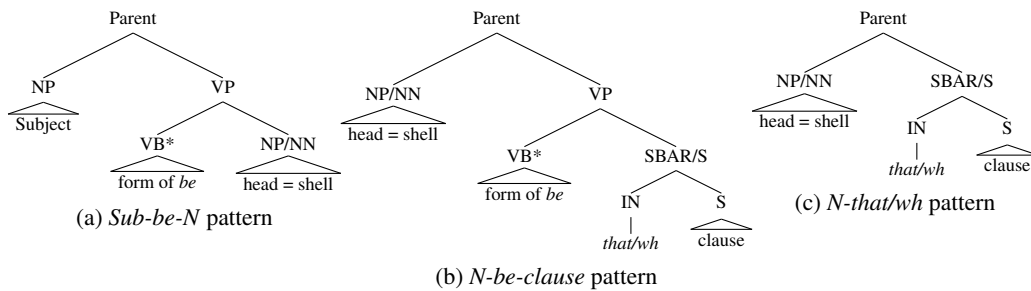 Parent
NP
VP
Subject
VB*
NP/NN
form of be
head = shell
(a) Sub-be-N pattern
Parent
NP/NN
VP
head = shell
VB*
SBAR/S
form of be
IN
S
that/wh
clause
(b) N-be-clause pattern
Parent
NP/NN
SBAR/S
head = shell
IN
S
that/wh
clause
(c) N-that/wh pattern